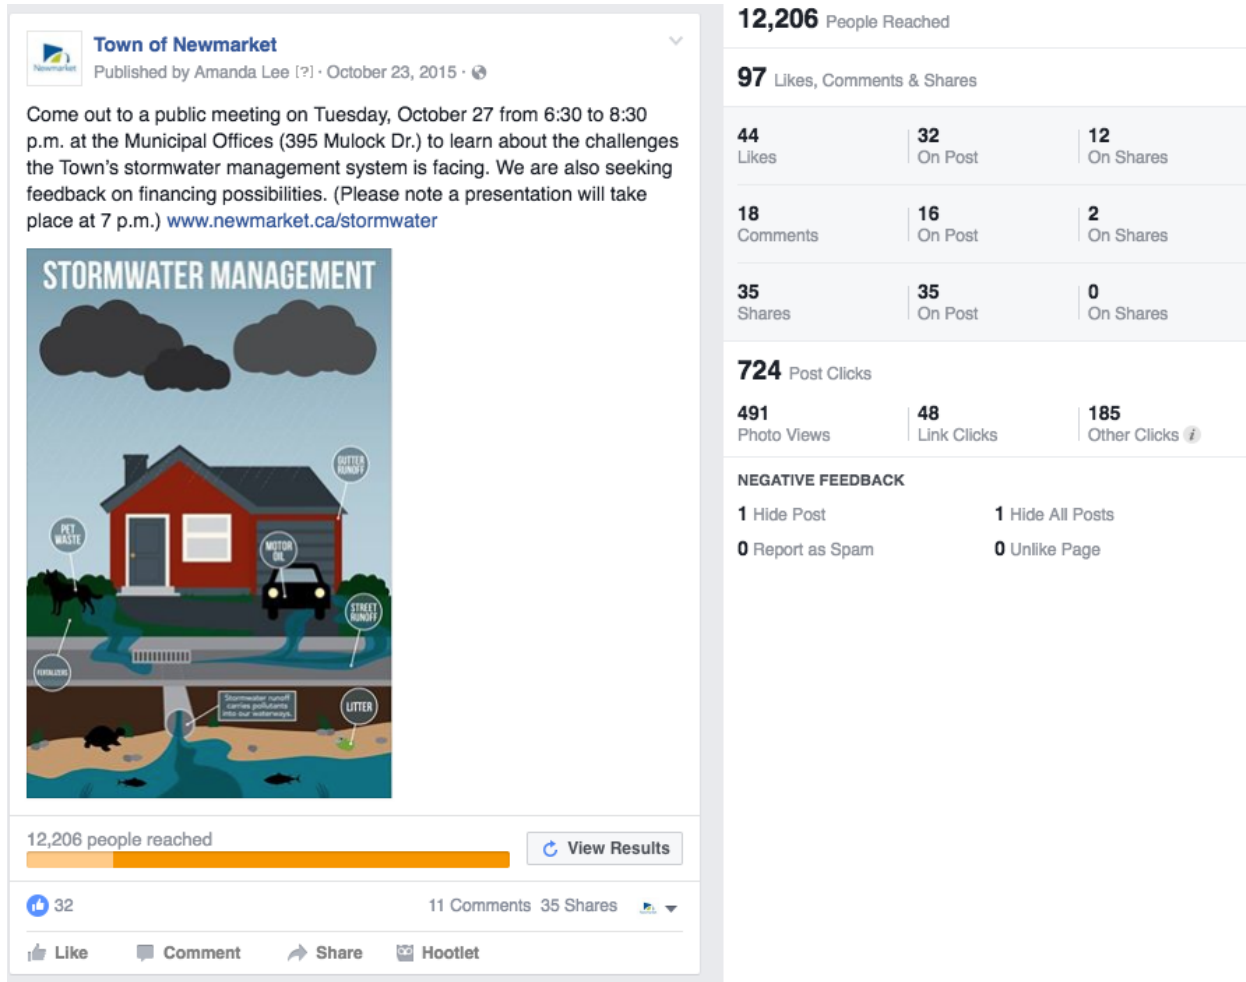 Newmarket
Town of Newmarket
Published by Amanda Lee [?] · October 23, 2015 ·
Come out to a public meeting on Tuesday, October 27 from 6:30 to 8:30
p.m. at the Municipal Offices (395 Mulock Dr.) to learn about the challenges
the Town's stormwater management system is facing. We are also seeking
feedback on financing possibilities. (Please note a presentation will take
place at 7 p.m.) www.newmarket.ca/stormwater
STORMWATER MANAGEMENT
GUTTER
RUNOFF
PET
WASTE
MOTOR
OIL
STREET
RUNOFF
FERTALIZERS
Stormwater runoff
carries pollutants
into our waterways.
LITTER
12,206 people reached
View Results
32
11 Comments 35 Shares
Like Comment Share Hootlet
12,206 People Reached
97 Likes, Comments & Shares
44 32 12
Likes On Post On Shares
18 16 2
Comments On Post On Shares
35 35 0
Shares On Post On Shares
724 Post Clicks
491 48 185
Photo Views Link Clicks Other Clicks i
NEGATIVE FEEDBACK
1 Hide Post 1 Hide All Posts
0 Report as Spam 0 Unlike Page